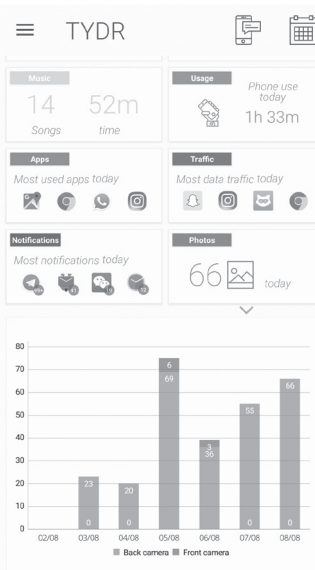 TYDR
Music
14
52m
Songs
time
Usage
Phone use
today
1h 33m
Apps
Most used apps today
Traffic
Most data traffic today
Notifications
Most notifications today
99+
19
12
Photos
66
today
80
70
60
50
40
30
20
10
0
23
0
20
6
69
0
3
36
55
0
66
0
02/08
03/08
04/08
05/08
06/08
07/08
08/08
Back camera
Front camera